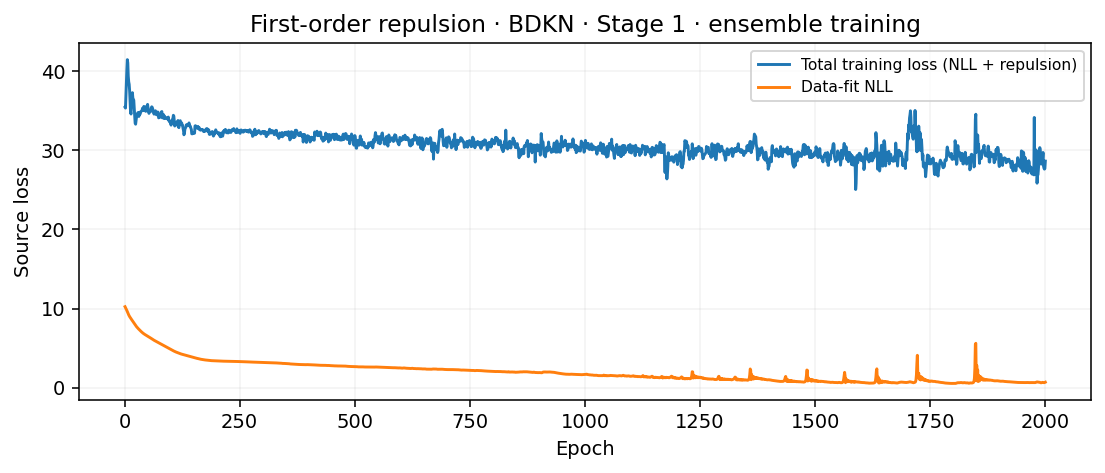 First-order repulsion · BDKN · Stage 1 · ensemble training
Total training loss (NLL + repulsion)
Data-fit NLL
Source loss
40
30
20
10
0
0 250 500 750 1000 1250 1500 1750 2000
Epoch